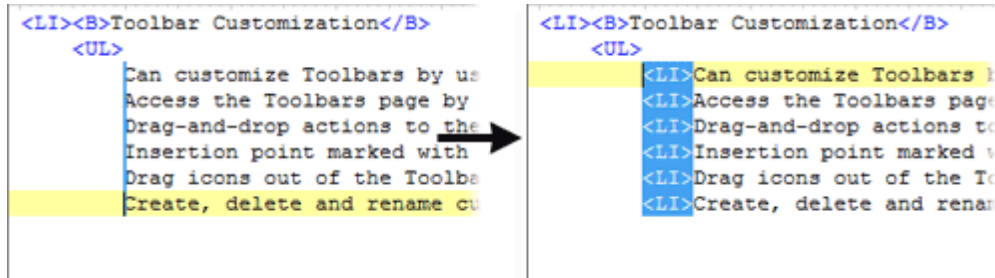 <LI><B>Toolbar Customization</B>
<UL>
Can customize Toolbars by us
Access the Toolbars page by
Drag-and-drop actions to the
Insertion point marked with
Drag icons out of the Toolba
Create, delete and rename cu
<LI><B>Toolbar Customization</B>
<UL>
<LI>Can customize Toolbars
<LI>Access the Toolbars page
<LI>Drag-and-drop actions to
<LI>Insertion point marked
<LI>Drag icons out of the To
<LI>Create, delete and renam